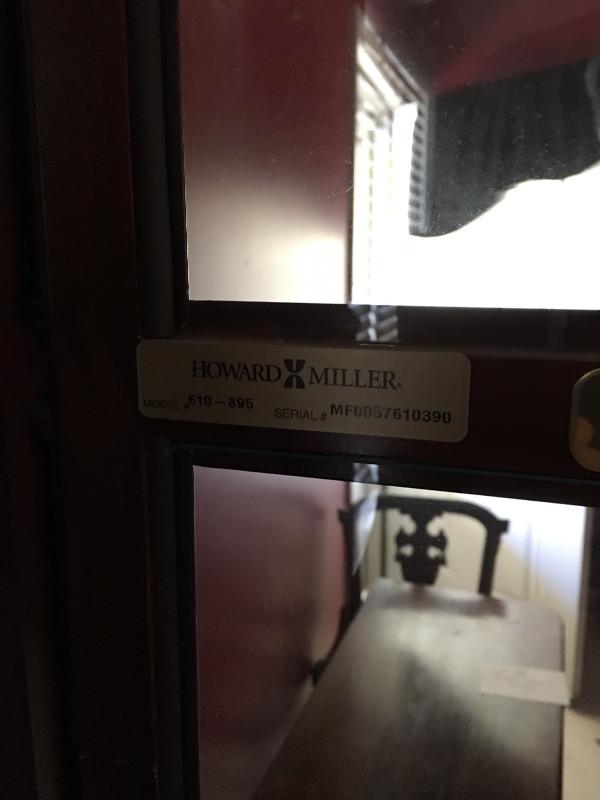 HOWARD MILLER®
MODEL # 610-895
SERIAL # MF0057610390